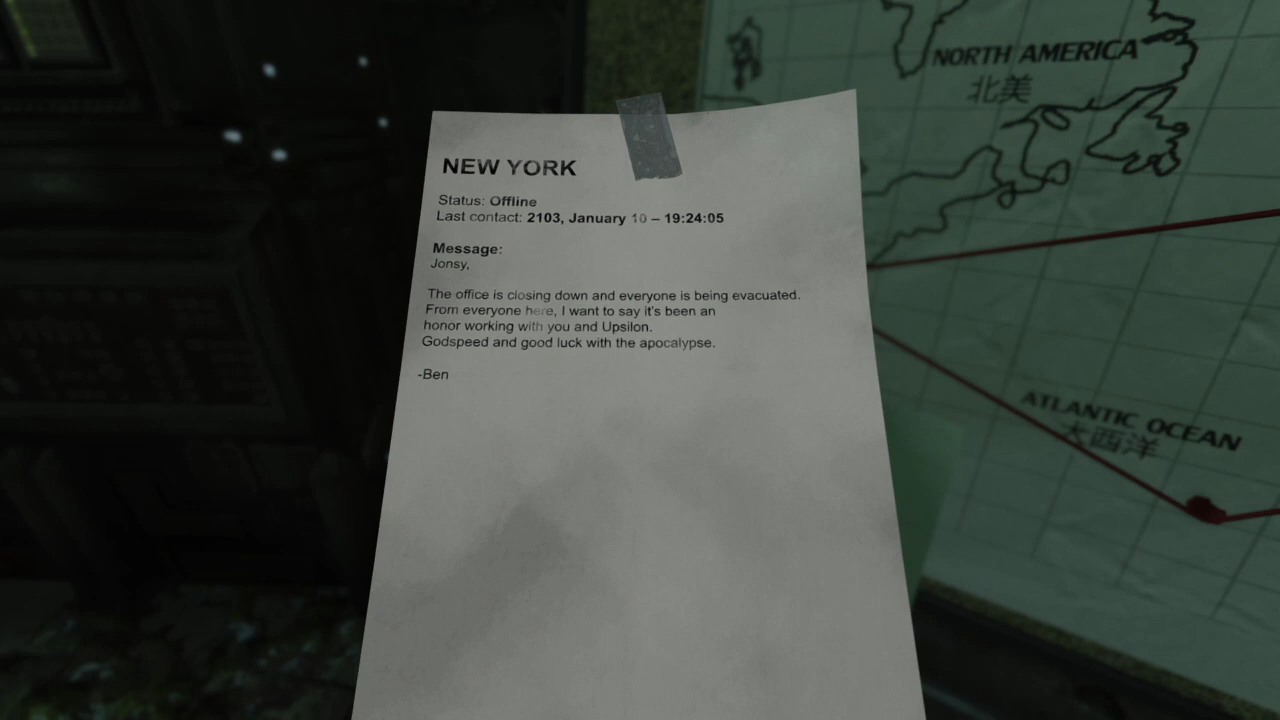 NEW YORK
Status: Offline
Last contact: 2103, January 10 – 19:24:05
Message:
Jonsy,
The office is closing down and everyone is being evacuated.
From everyone here, I want to say it's been an
honor working with you and Upsilon.
Godspeed and good luck with the apocalypse.
-Ben
NORTH AMERICA
北美
ATLANTIC OCEAN
大西洋